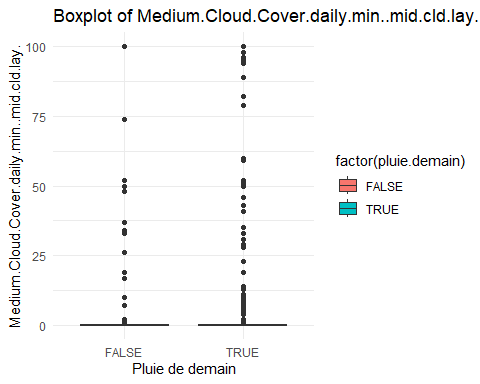 Boxplot of Medium.Cloud.Cover.daily.min..mid.cld.lay.
Medium.Cloud.Cover.daily.min..mid.cld.lay.
100
75
50
25
0
FALSE
TRUE
Pluie de demain
factor(pluie.demain)
FALSE
TRUE